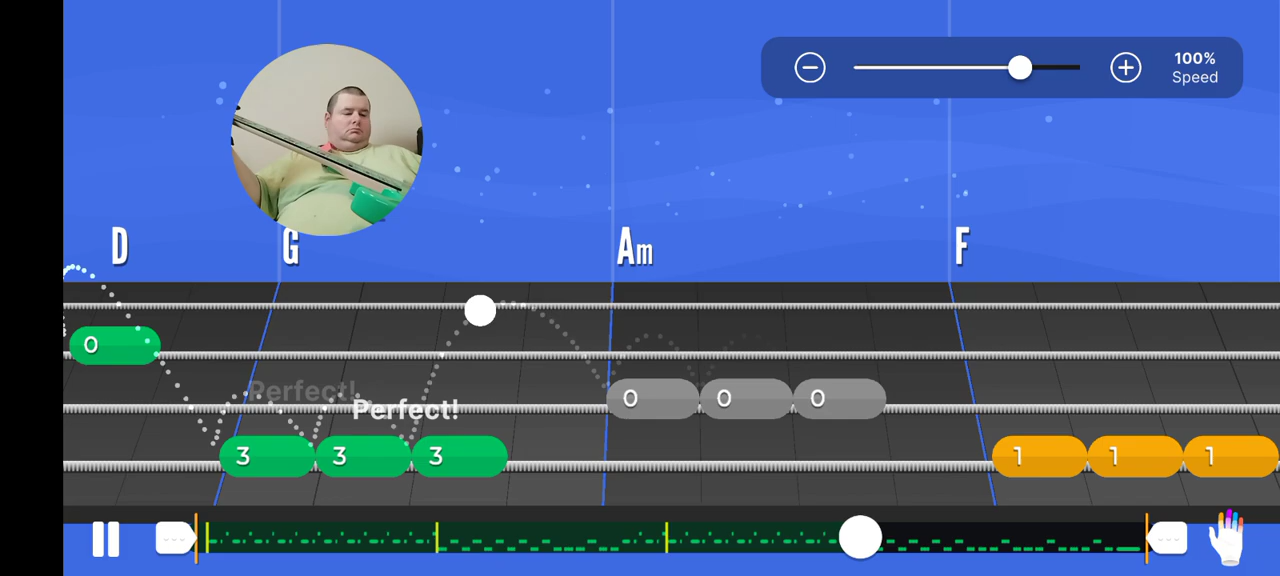 100%
Speed
D G Am F
0
Perfect!
Perfect!
0 0 0
3 3 3
1 1 1